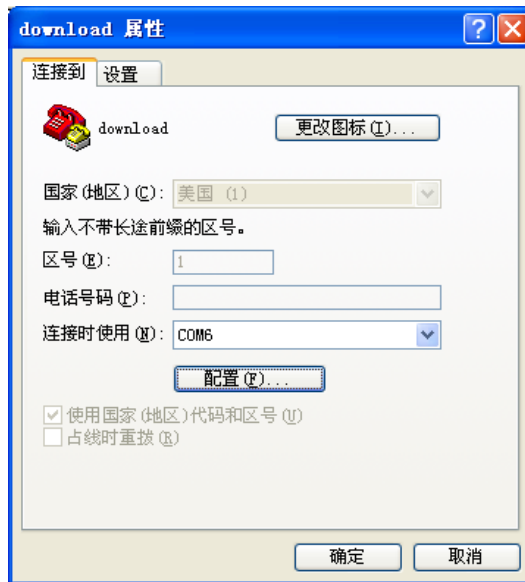 download 属性
连接到 设置
download 更改图标(I)...
国家(地区)(C): 美国 (1)
输入不带长途前缀的区号。
区号(E): 1
电话号码(P):
连接时使用(N): COM6
配置(F)...
使用国家(地区)代码和区号(U)
占线时重拨(R)
确定 取消